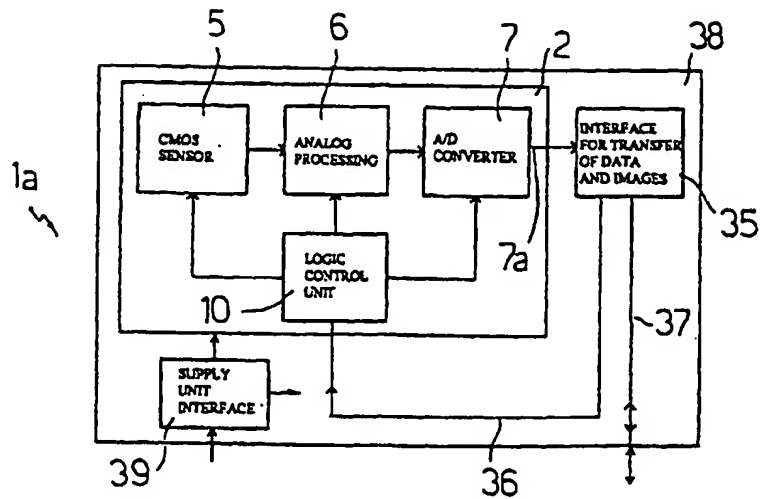 5
6
7
2
38
CMOS
SENSOR
ANALOG
PROCESSING
A/D
CONVERTER
INTERFACE
FOR TRANSFER
OF DATA
AND IMAGES
1a
35
7a
LOGIC
CONTROL
UNIT
10
37
SUPPLY
UNIT
INTERFACE
39
36